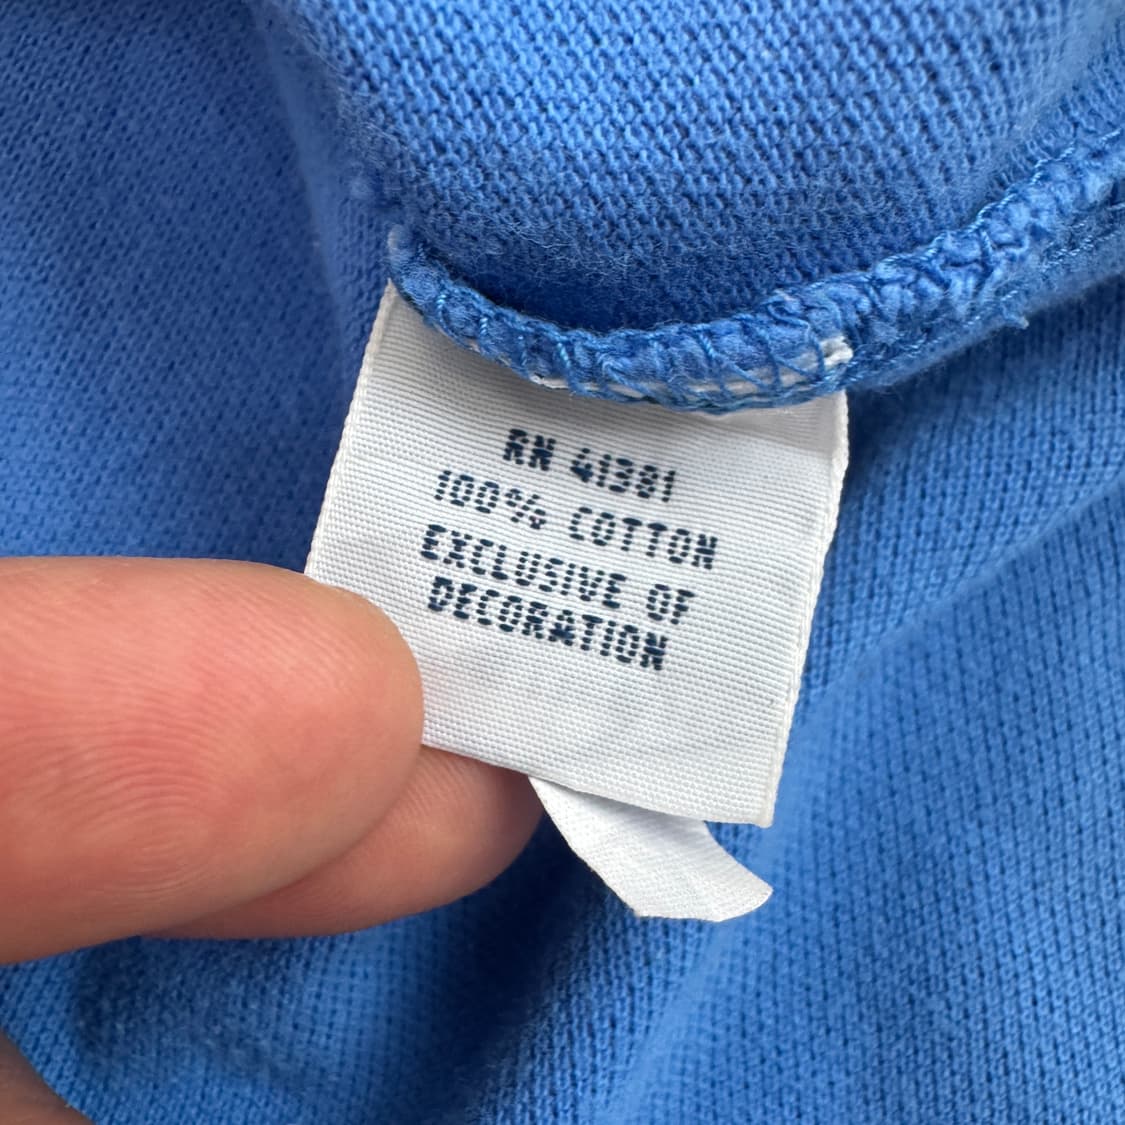 RN 41381
100% COTTON
EXCLUSIVE OF
DECORATION